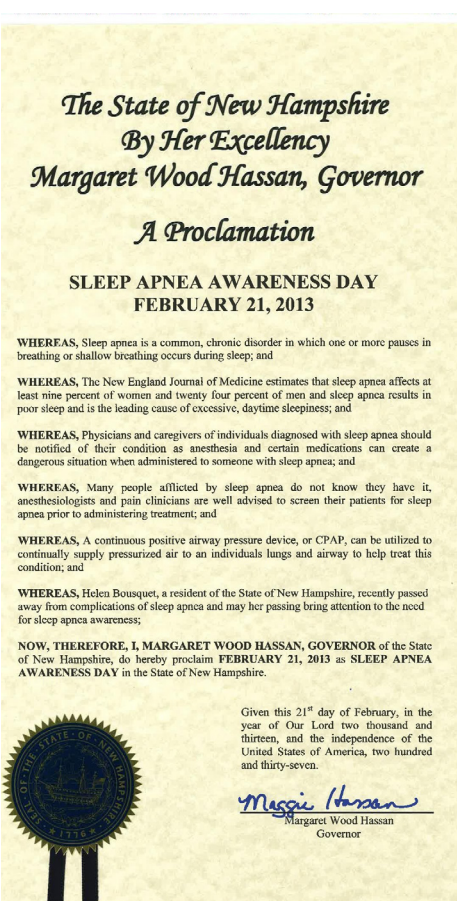 The State of New Hampshire
By Her Excellency
Margaret Wood Hassan, Governor
A Proclamation
SLEEP APNEA AWARENESS DAY
FEBRUARY 21, 2013
WHEREAS, Sleep apnea is a common, chronic disorder in which one or more pauses in
breathing or shallow breathing occurs during sleep; and
WHEREAS, The New England Journal of Medicine estimates that sleep apnea affects at
least nine percent of women and twenty four percent of men and sleep apnea results in
poor sleep and is the leading cause of excessive, daytime sleepiness; and
WHEREAS, Physicians and caregivers of individuals diagnosed with sleep apnea should
be notified of their condition as anesthesia and certain medications can create a
dangerous situation when administered to someone with sleep apnea; and
WHEREAS, Many people afflicted by sleep apnea do not know they have it,
anesthesiologists and pain clinicians are well advised to screen their patients for sleep
apnea prior to administering treatment; and
WHEREAS, A continuous positive airway pressure device, or CPAP, can be utilized to
continually supply pressurized air to an individuals lungs and airway to help treat this
condition; and
WHEREAS, Helen Bousquet, a resident of the State of New Hampshire, recently passed
away from complications of sleep apnea and may her passing bring attention to the need
for sleep apnea awareness;
NOW, THEREFORE, I, MARGARET WOOD HASSAN, GOVERNOR of the State
of New Hampshire, do hereby proclaim FEBRUARY 21, 2013 as SLEEP APNEA
AWARENESS DAY in the State of New Hampshire.
Given this 21st day of February, in the
year of Our Lord two thousand and
thirteen, and the independence of the
United States of America, two hundred
and thirty-seven.
Maggie Hassan
Margaret Wood Hassan
Governor
SEAL · OF · THE · STATE · OF · NEW HAMPSHIRE
1776